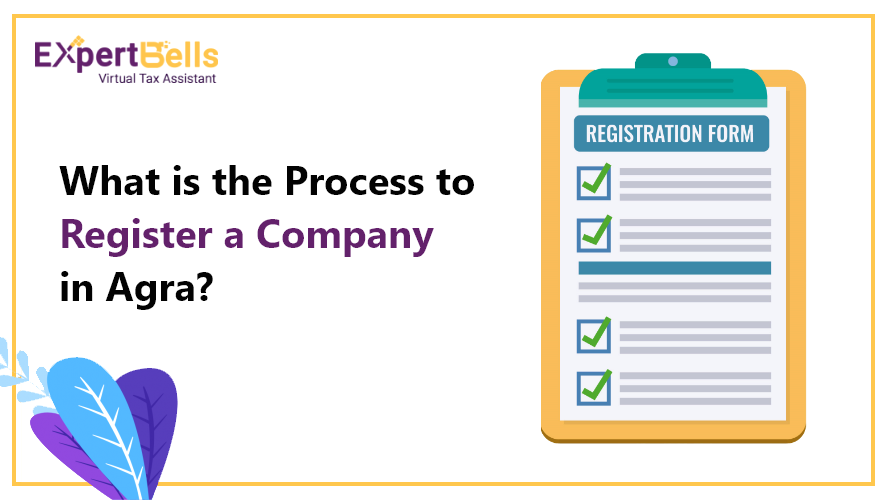 ExpertBells
Virtual Tax Assistant
What is the Process to
Register a Company
in Agra?
REGISTRATION FORM